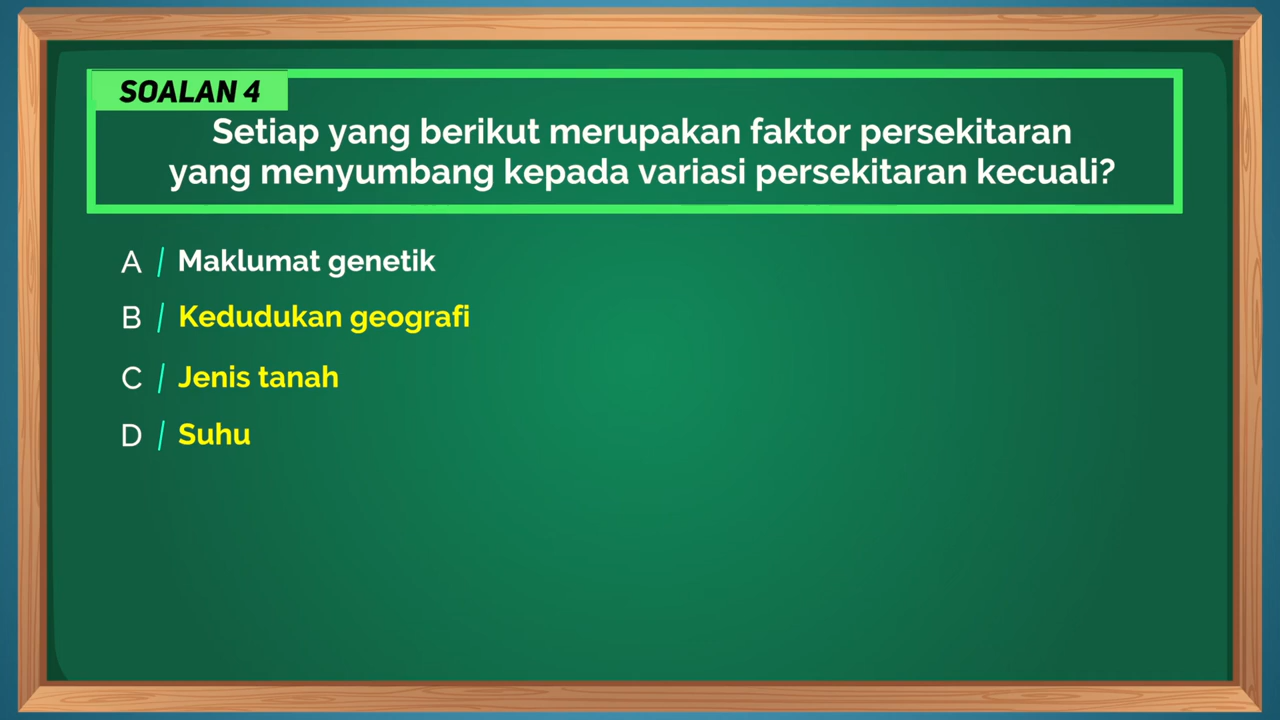 SOALAN 4
Setiap yang berikut merupakan faktor persekitaran
yang menyumbang kepada variasi persekitaran kecuali?
A / Maklumat genetik
B / Kedudukan geografi
C / Jenis tanah
D / Suhu